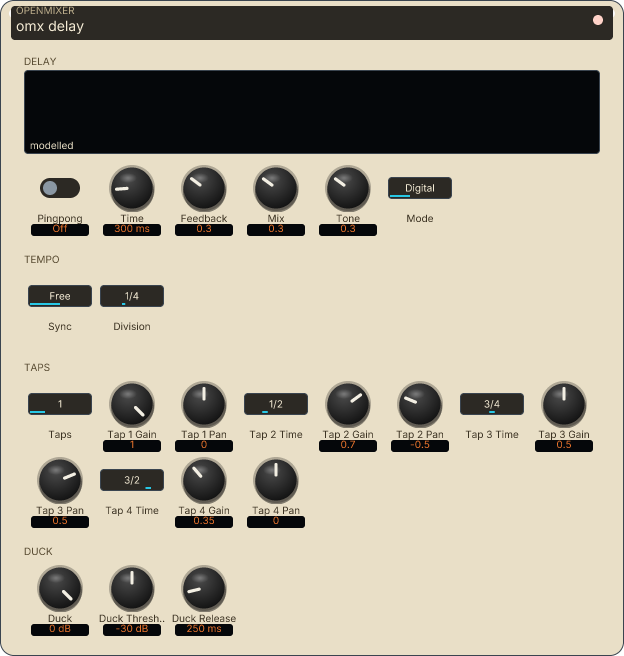 OPENMIXER
omx delay
DELAY
modelled
Pingpong Time Feedback Mix Tone Digital
Off 300 ms 0.3 0.3 0.3 Mode
TEMPO
Free 1/4
Sync Division
TAPS
1 1/2 3/4
Taps Tap 1 Gain Tap 1 Pan Tap 2 Time Tap 2 Gain Tap 2 Pan Tap 3 Time Tap 3 Gain
1 0 0.7 -0.5 0.5
3/2
Tap 3 Pan Tap 4 Time Tap 4 Gain Tap 4 Pan
0.5 0.35 0
DUCK
Duck Duck Thresh.. Duck Release
0 dB -30 dB 250 ms